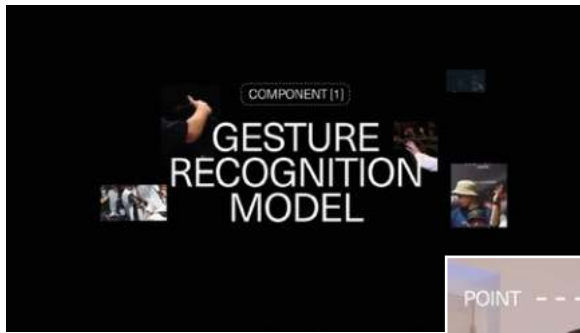 COMPONENT [1]
GESTURE
RECOGNITION
MODEL
POINT